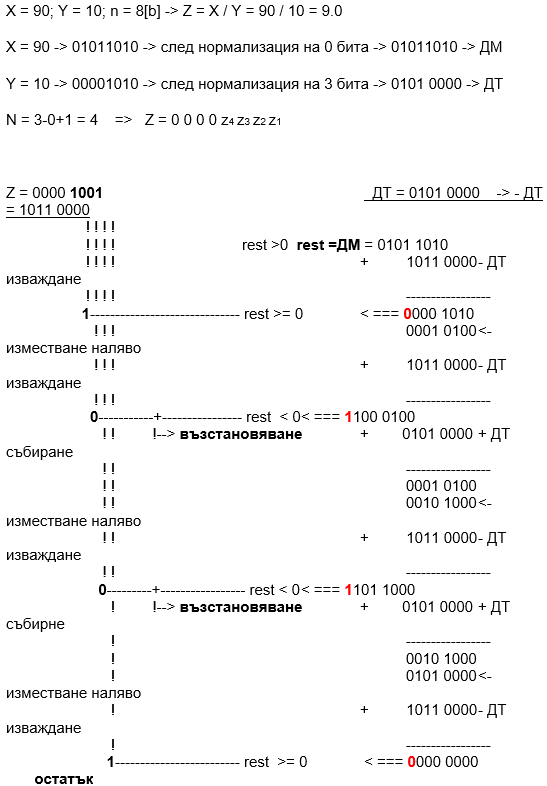 X = 90; Y = 10; n = 8[b] -> Z = X / Y = 90 / 10 = 9.0
X = 90 -> 01011010 -> след нормализация на 0 бита -> 01011010 -> ДМ
Y = 10 -> 00001010 -> след нормализация на 3 бита -> 0101 0000 -> ДТ
N = 3-0+1 = 4 => Z = 0 0 0 0 z4 z3 z2 z1
Z = 0000 1001 ДТ = 0101 0000 -> - ДТ
= 1011 0000
! ! ! !
! ! ! ! rest >0 rest =ДМ = 0101 1010
! ! ! ! + 1011 0000- ДТ
изваждане
! ! ! ! -----------------
1------------------------------ rest >= 0 < === 0000 1010
! ! ! 0001 0100<-
изместване наляво
! ! ! + 1011 0000- ДТ
изваждане
! ! ! -----------------
0-----------+---------------- rest < 0< === 1100 0100
! ! !--> възстановяване + 0101 0000 + ДТ
събиране
! ! -----------------
! ! 0001 0100
! ! 0010 1000<-
изместване наляво
! ! + 1011 0000- ДТ
изваждане
! ! -----------------
0---------+----------------- rest < 0< === 1101 1000
! !--> възстановяване + 0101 0000 + ДТ
събирне
! -----------------
! 0010 1000
! 0101 0000<-
изместване наляво
! + 1011 0000- ДТ
изваждане
! -----------------
1------------------------- rest >= 0 < === 0000 0000
остатък